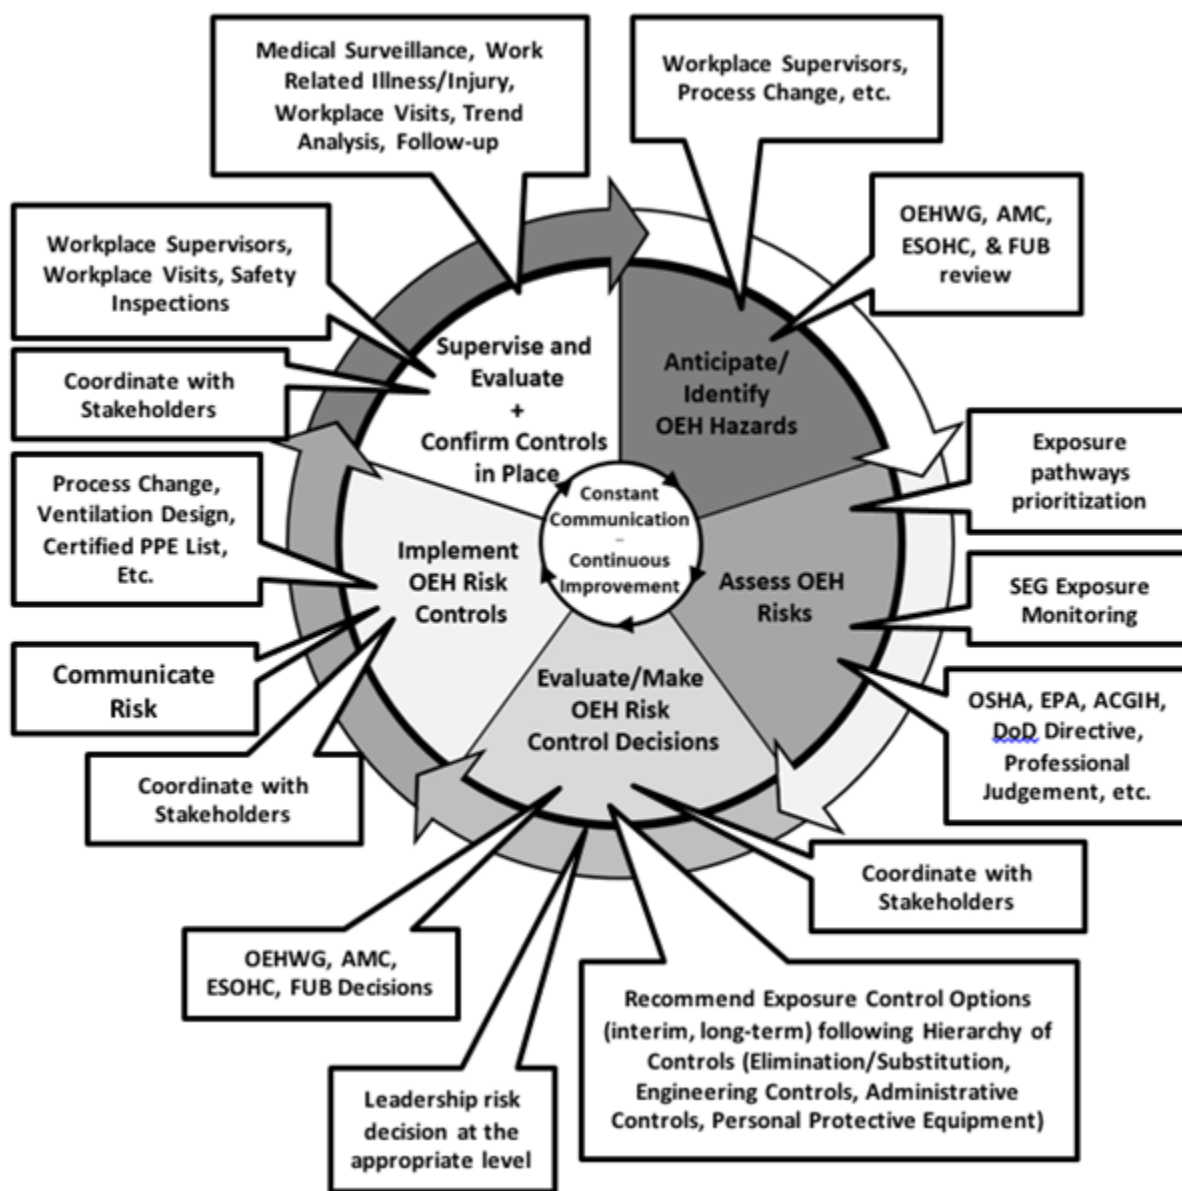 Medical Surveillance, Work
Related Illness/Injury,
Workplace Visits, Trend
Analysis, Follow-up
Workplace Supervisors,
Process Change, etc.
OEHWG, AMC,
ESOHC, & FUB
review
Workplace Supervisors,
Workplace Visits, Safety
Inspections
Coordinate with
Stakeholders
Supervise and
Evaluate
+
Confirm Controls
in Place
Anticipate/
Identify
OEH Hazards
Exposure
pathways
prioritization
Process Change,
Ventilation Design,
Certified PPE List,
Etc.
Constant
Communication
–
Continuous
Improvement
Implement
OEH Risk
Controls
Assess OEH
Risks
SEG Exposure
Monitoring
Communicate
Risk
Evaluate/Make
OEH Risk
Control Decisions
OSHA, EPA, ACGIH,
DoD Directive,
Professional
Judgement, etc.
Coordinate with
Stakeholders
Coordinate with
Stakeholders
OEHWG, AMC,
ESOHC, FUB Decisions
Recommend Exposure Control Options
(interim, long-term) following Hierarchy of
Controls (Elimination/Substitution,
Engineering Controls, Administrative
Controls, Personal Protective Equipment)
Leadership risk
decision at the
appropriate level